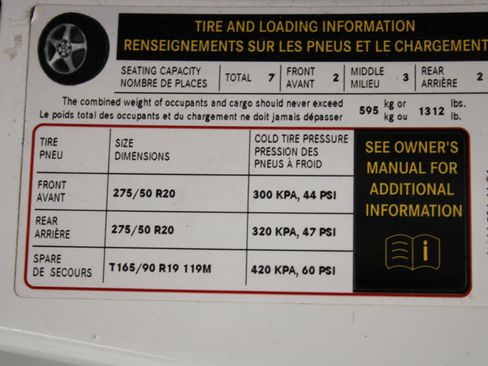 TIRE AND LOADING INFORMATION
RENSEIGNEMENTS SUR LES PNEUS ET LE CHARGEMENT
SEATING CAPACITY TOTAL 7 FRONT 2 MIDDLE 3 REAR 2
NOMBRE DE PLACES AVANT MILIEU ARRIÈRE
The combined weight of occupants and cargo should never exceed 595 kg or 1312 lbs.
Le poids total des occupants et du chargement ne doit jamais dépasser kg ou lb.
TIRE SIZE COLD TIRE PRESSURE
PNEU DIMENSIONS PRESSION DES
PNEUS À FROID
FRONT 275/50 R20 300 KPA, 44 PSI
AVANT
REAR 275/50 R20 320 KPA, 47 PSI
ARRIÈRE
SPARE T165/90 R19 119M 420 KPA, 60 PSI
DE SECOURS
SEE OWNER'S
MANUAL FOR
ADDITIONAL
INFORMATION
i